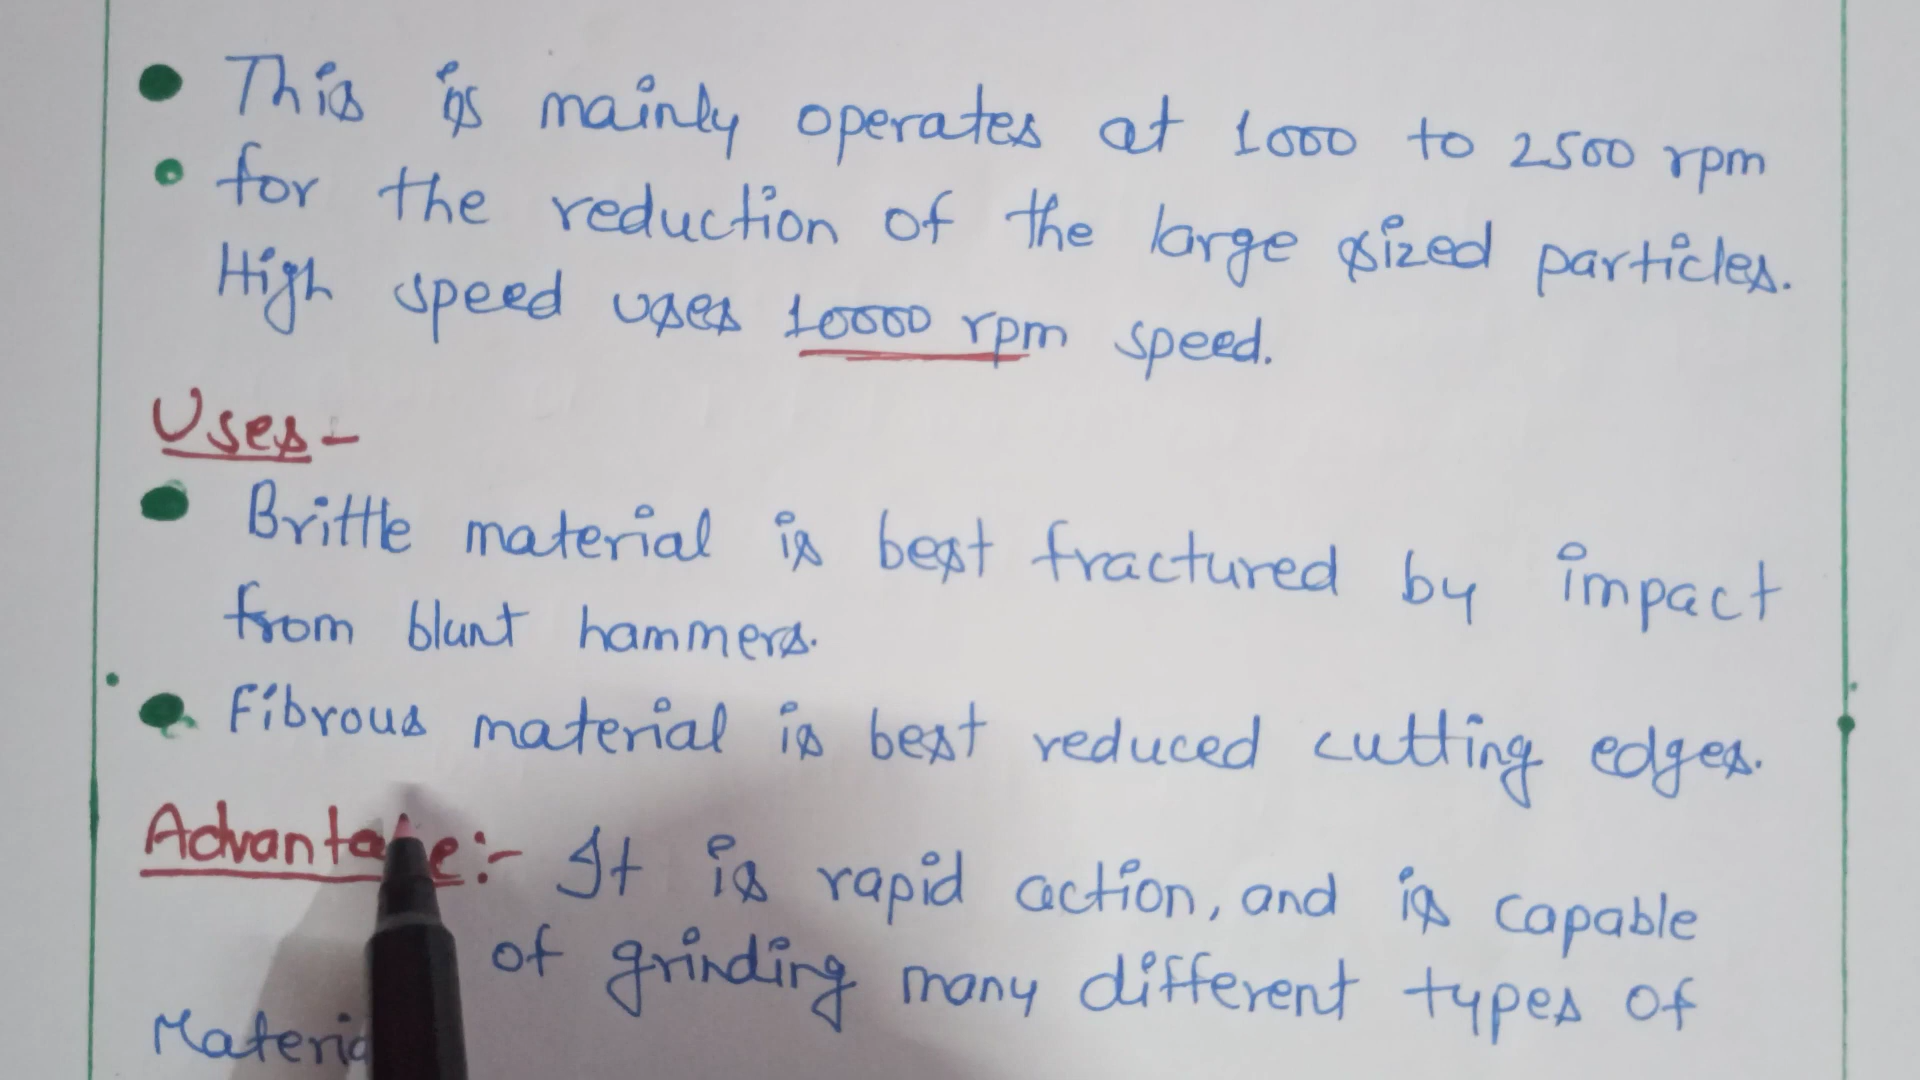 This is mainly operates at 1000 to 2500 rpm
for the reduction of the large sized particles.
High speed uses 10000 rpm speed.
Uses-
Brittle material is best fractured by impact
from blunt hammers.
Fibrous material is best reduced cutting edges.
:- It is rapid action, and is capable
of grinding many different types of